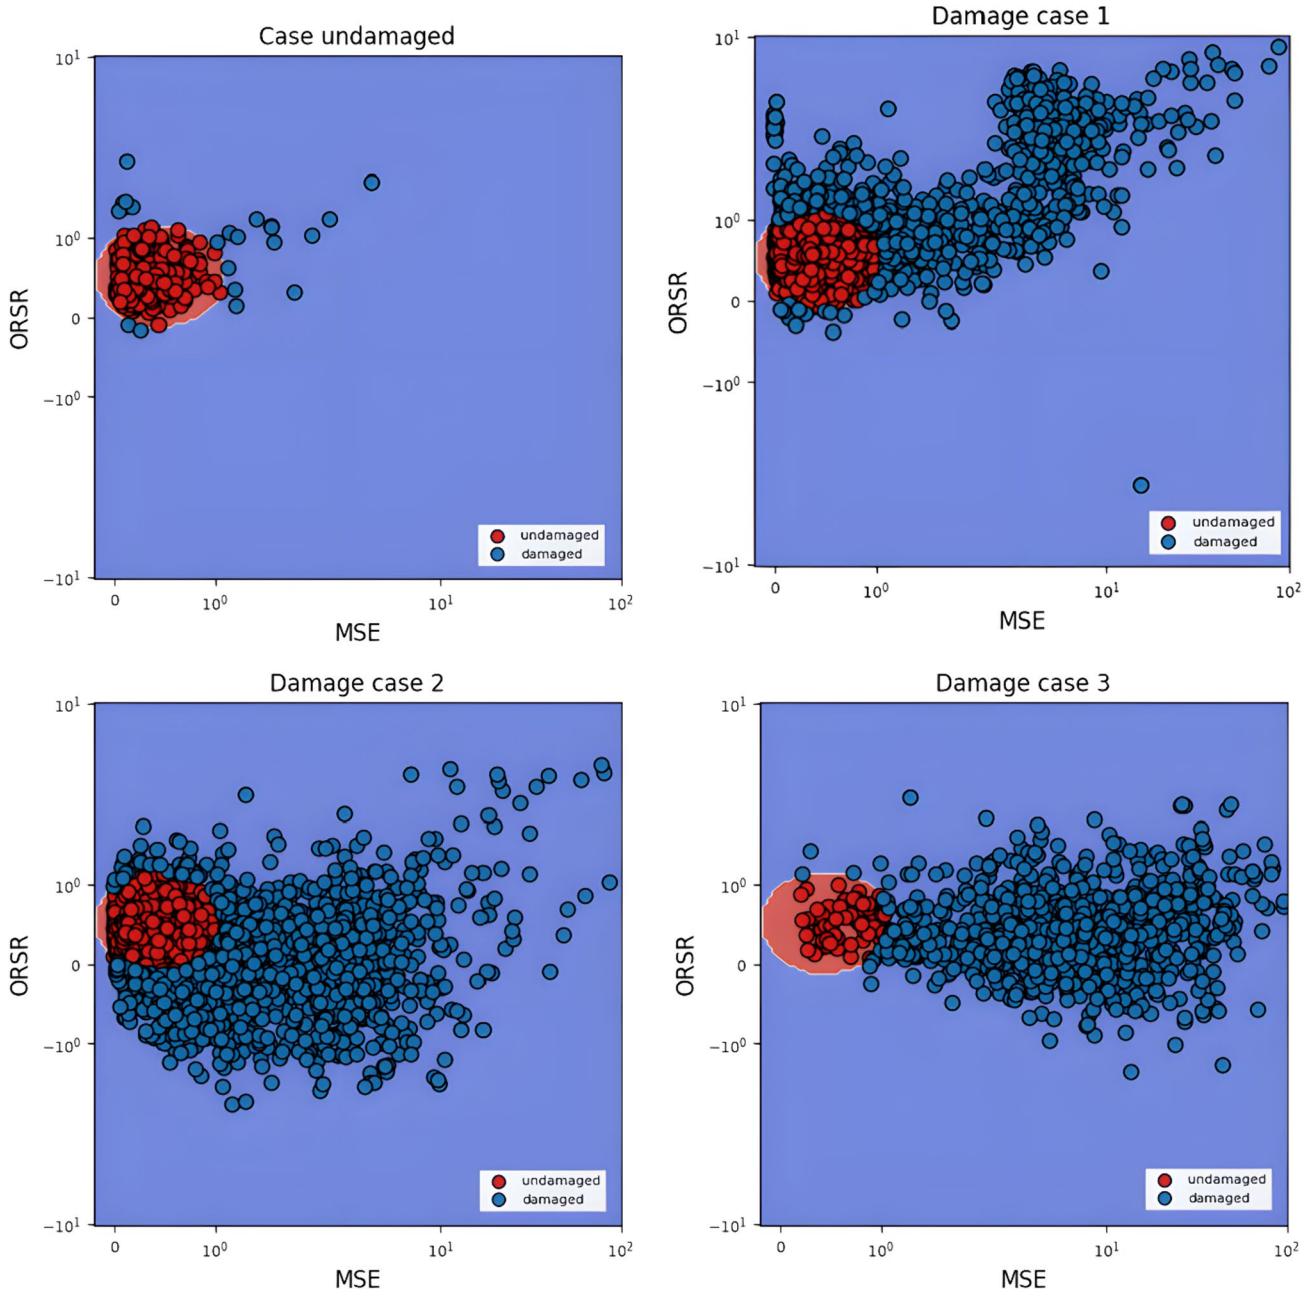 Case undamaged
10¹
10⁰
0
−10⁰
−10¹
ORSR
0
10⁰
10¹
10²
MSE
undamaged
damaged
Damage case 1
10¹
10⁰
0
−10⁰
−10¹
ORSR
0
10⁰
10¹
10²
MSE
undamaged
damaged
Damage case 2
10¹
10⁰
0
−10⁰
−10¹
ORSR
0
10⁰
10¹
10²
MSE
undamaged
damaged
Damage case 3
10¹
10⁰
0
−10⁰
−10¹
ORSR
0
10⁰
10¹
10²
MSE
undamaged
damaged